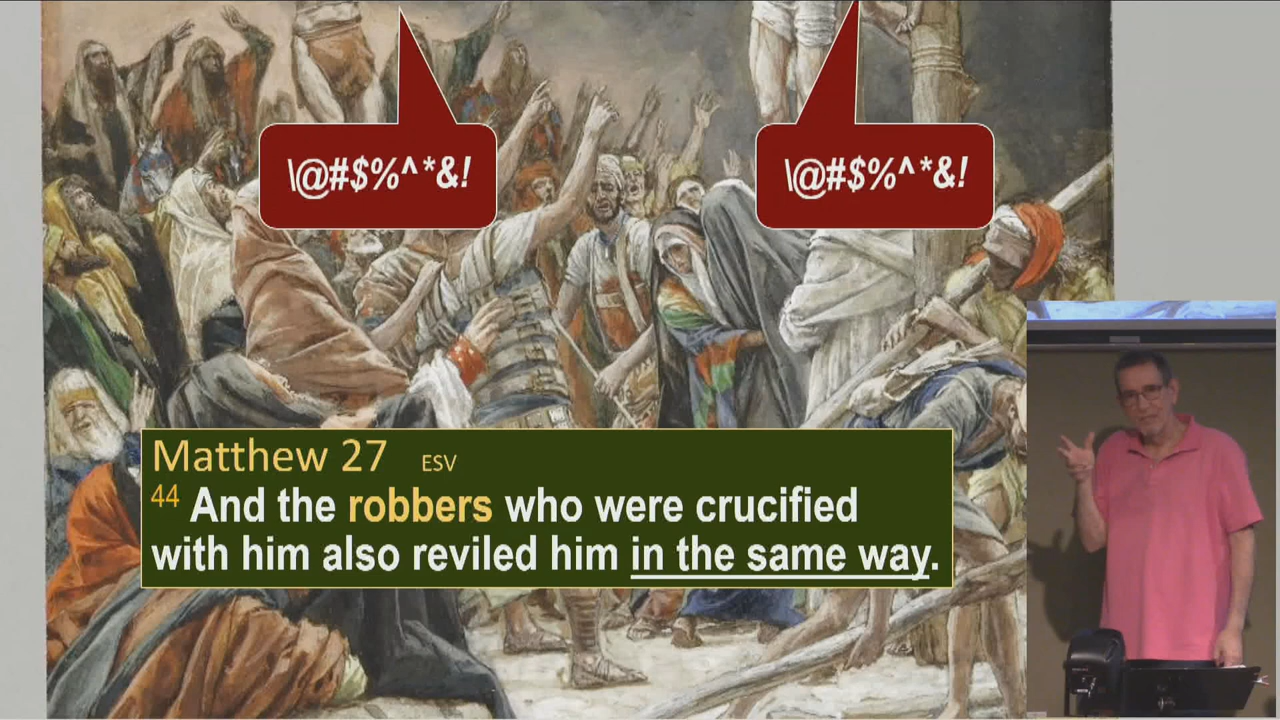 \@#$%^*&!
\@#$%^*&!
Matthew 27 ESV
44 And the robbers who were crucified
with him also reviled him in the same way.